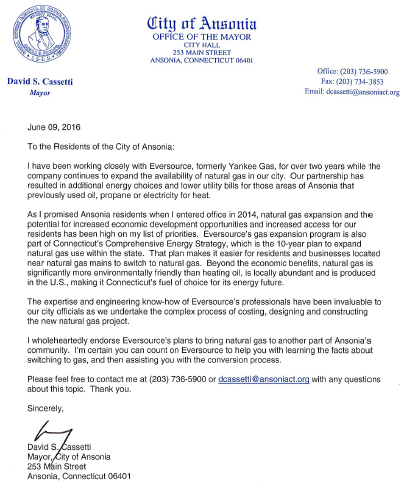 City of Ansonia
OFFICE OF THE MAYOR
CITY HALL
253 MAIN STREET
ANSONIA, CONNECTICUT 06401
David S. Cassetti
Mayor
Office: (203) 736-5900
Fax: (203) 734-3853
Email: dcassetti@ansoniact.org
June 09, 2016
To the Residents of the City of Ansonia:
I have been working closely with Eversource, formerly Yankee Gas, for over two years while the
company continues to expand the availability of natural gas in our city. Our partnership has
resulted in additional energy choices and lower utility bills for those areas of Ansonia that
previously used oil, propane or electricity for heat.
As I promised Ansonia residents when I entered office in 2014, natural gas expansion and the
potential for increased economic development opportunities and increased access for our
residents has been high on my list of priorities. Eversource's gas expansion program is also
part of Connecticut's Comprehensive Energy Strategy, which is the 10-year plan to expand
natural gas use within the state. That plan makes it easier for residents and businesses located
near natural gas mains to switch to natural gas. Beyond the economic benefits, natural gas is
significantly more environmentally friendly than heating oil, is locally abundant and is produced
in the U.S., making it Connecticut's fuel of choice for its energy future.
The expertise and engineering know-how of Eversource's professionals have been invaluable to
our city officials as we undertake the complex process of costing, designing and constructing
the new natural gas project.
I wholeheartedly endorse Eversource's plans to bring natural gas to another part of Ansonia's
community. I'm certain you can count on Eversource to help you with learning the facts about
switching to gas, and then assisting you with the conversion process.
Please feel free to contact me at (203) 736-5900 or dcassetti@ansoniact.org with any questions
about this topic. Thank you.
Sincerely,
David S. Cassetti
Mayor, City of Ansonia
253 Main Street
Ansonia, Connecticut 06401